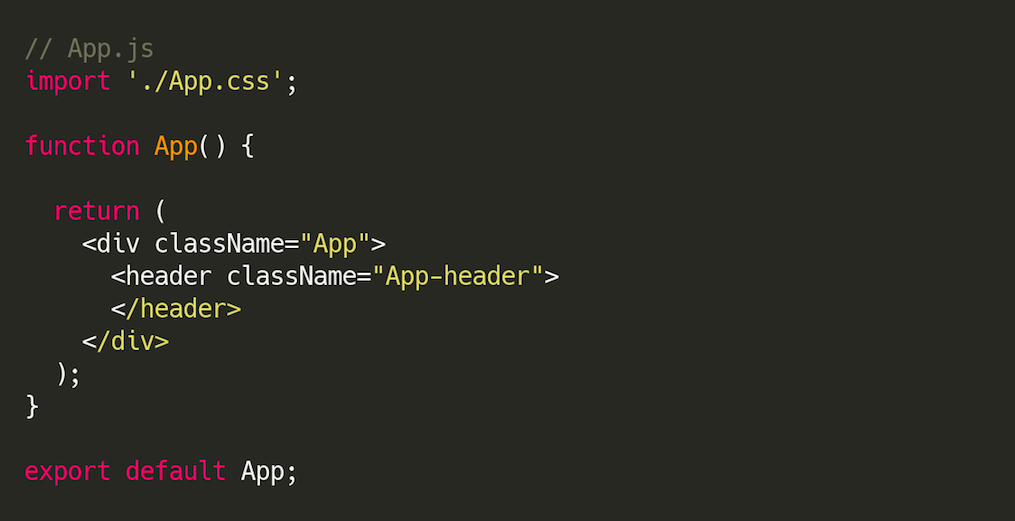 // App.js
import './App.css';
function App() {
return (
<div className="App">
<header className="App-header">
</header>
</div>
);
}
export default App;